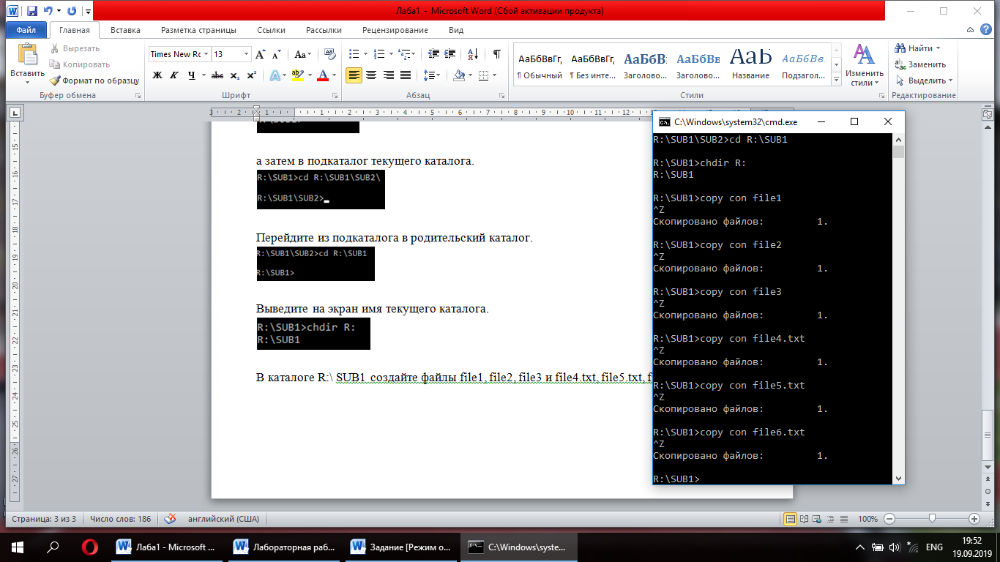 Лаба1 - Microsoft Word (Сбой активации продукта)
Файл Главная Вставка Разметка страницы Ссылки Рассылки Рецензирование Вид
Вставить
Вырезать
Копировать
Формат по образцу
Буфер обмена
Times New Rc 13
Ж К Ч abc x₂ x²
Шрифт
Абзац
АаБбВвГг, АаБбВвГг, АаБбВ АаБбВв АаВ АаБбВв.
¶ Обычный ¶ Без инте... Заголово... Заголово... Название Подзагол...
Стили
Изменить стили
Найти
Заменить
Выделить
Редактирование
а затем в подкаталог текущего каталога.
R:\SUB1>cd R:\SUB1\SUB2\
R:\SUB1\SUB2>
Перейдите из подкаталога в родительский каталог.
R:\SUB1\SUB2>cd R:\SUB1
R:\SUB1>
Выведите на экран имя текущего каталога.
R:\SUB1>chdir R:
R:\SUB1
В каталоге R:\ SUB1 создайте файлы file1, file2, file3 и file4.txt, file5.txt, f
C:\Windows\system32\cmd.exe
R:\SUB1\SUB2>cd R:\SUB1
R:\SUB1>chdir R:
R:\SUB1
R:\SUB1>copy con file1
^Z
Скопировано файлов: 1.
R:\SUB1>copy con file2
^Z
Скопировано файлов: 1.
R:\SUB1>copy con file3
^Z
Скопировано файлов: 1.
R:\SUB1>copy con file4.txt
^Z
Скопировано файлов: 1.
R:\SUB1>copy con file5.txt
^Z
Скопировано файлов: 1.
R:\SUB1>copy con file6.txt
^Z
Скопировано файлов: 1.
R:\SUB1>
Страница: 3 из 3 Число слов: 186 английский (США) 100%
Лаба1 - Microsoft ... Лабораторная раб... Задание [Режим о... C:\Windows\syste... ENG 19:52
19.09.2019